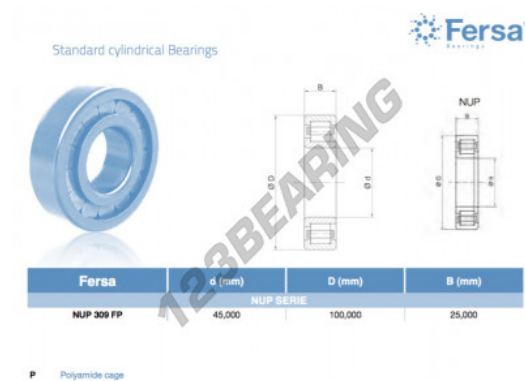 Fersa
Bearings
Standard cylindrical Bearings
B
Ø D
Ø d
NUP
B
Ø D
Ø d
123BEARING
Fersa d (mm) D (mm) B (mm)
NUP SERIE
NUP 309 FP 45,000 100,000 25,000
P Polyamide cage